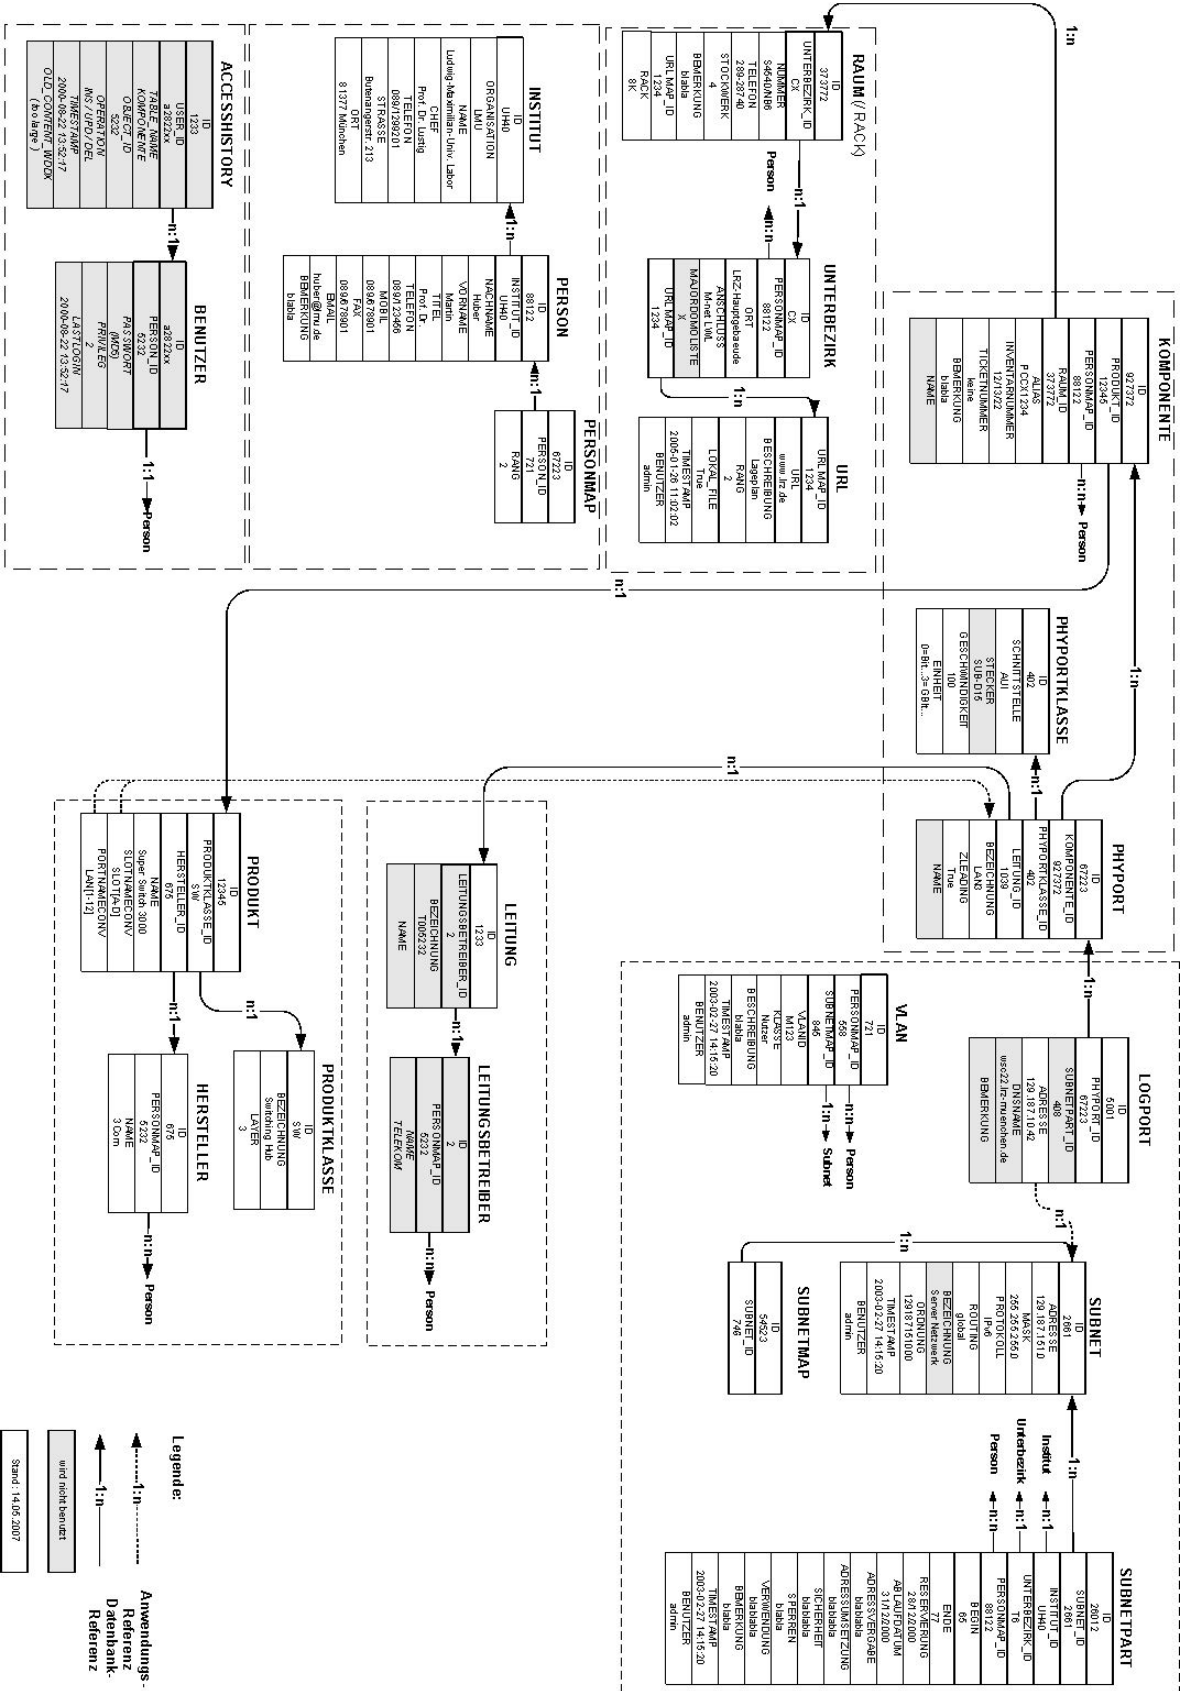 KOMPONENTE
ID
927372
PRODUKT_ID
12345
PERSONMAP_ID
88122
RAUM_ID
373772
ALIAS
PCCX1234
INVENTARNUMMER
12/13/22
TICKETNUMMER
keine
BEMERKUNG
blabla
NAME
1:n
n:n
Person
1:n
n:1
PHYPORTKLASSE
ID
402
SCHNITTSTELLE
AUI
STECKER
SUB-D15
GESCHWINDIGKEIT
100
EINHEIT
0=Bit...3=GBit...
n:1
PHYPORT
ID
67223
KOMPONENTE_ID
927372
PHYPORTKLASSE_ID
402
LEITUNG_ID
1039
BEZEICHNUNG
LAN3
ZLEADING
True
NAME
1:n
n:1
LOGPORT
ID
5001
PHYPORT_ID
67223
SUBNETPART_ID
408
ADRESSE
129.187.10.42
DNSNAME
wsc22.lrz-muenchen.de
BEMERKUNG
n:1
SUBNET
ID
2661
ADRESSE
129.187.151.0
MASK
255.255.255.0
PROTOKOLL
IPv6
ROUTING
global
BEZEICHNUNG
Server Netzwerk
ORDNUNG
129187151000
TIMESTAMP
2003-02-27 14:15:20
BENUTZER
admin
1:n
SUBNETPART
ID
26012
SUBNET_ID
2661
INSTITUT_ID
UH40
UNTERBEZIRK_ID
T6
PERSONMAP_ID
88122
BEGIN
65
ENDE
77
RESERVIERUNG
28/12/2000
ABLAUFDATUM
31/12/2000
ADRESSVERGABE
blablabla
ADRESSUMSETZUNG
blablabla
SICHERHEIT
blablabla
SPERREN
blabla
VERWENDUNG
blablabla
BEMERKUNG
blabla
TIMESTAMP
2003-02-27 14:15:20
BENUTZER
admin
Institut
n:1
Unterbezirk
n:1
Person
n:n
VLAN
ID
721
PERSONMAP_ID
558
SUBNETMAP_ID
845
VLANID
M123
KLASSE
Nutzer
BESCHREIBUNG
blabla
TIMESTAMP
2003-02-27 14:15:20
BENUTZER
admin
n:n
Person
1:n
Subnet
SUBNETMAP
ID
54523
SUBNET_ID
746
1:n
RAUM (/RACK)
ID
373772
UNTERBEZIRK_ID
CX
NUMMER
S4540/MB6
TELEFON
289-28740
STOCKWERK
4
BEMERKUNG
blabla
URLMAP_ID
1234
RACK
8K
n:1
UNTERBEZIRK
ID
CX
PERSONMAP_ID
88122
ORT
LRZ-Hauptgebaeude
ANSCHLUSS
M-net LWL
MAJORDOMOLISTE
X
URLMAP_ID
1234
Person
n:n
1:n
URL
URLMAP_ID
1234
URL
www.lrz.de
BESCHREIBUNG
Lageplan
RANG
2
LOKAL_FILE
True
TIMESTAMP
2005-01-26 11:02:02
BENUTZER
admin
INSTITUT
ID
UH40
ORGANISATION
LMU
NAME
Ludwig-Maximilian-Univ. Labor
CHEF
Prof. Dr. Lustig
TELEFON
089/1299201
STRASSE
Butenangerstr. 213
ORT
81377 München
1:n
PERSON
ID
88122
INSTITUT_ID
UH40
NACHNAME
Huber
VORNAME
Martin
TITEL
Prof. Dr.
TELEFON
089/123456
MOBIL
089/678901
FAX
089/678901
EMAIL
huber@lmu.de
BEMERKUNG
blabla
n:1
PERSONMAP
ID
67223
PERSON_ID
721
RANG
2
ACCESSHISTORY
ID
1233
USER_ID
a2822xx
TABLE_NAME
KOMPONENTE
OBJECT_ID
5232
OPERATION
INS / UPD / DEL
TIMESTAMP
2000-08-22 13:52:17
OLD_CONTENT_WDDX
n:1
BENUTZER
ID
a2822xx
PERSON_ID
5232
PASSWORT
(MD5)
PRIVILEG
2
LASTLOGIN
2000-08-22 13:52:17
1:1
Person
LEITUNG
ID
1233
LEITUNGSBETREIBER_ID
2
BEZEICHNUNG
T005232
NAME
n:1
LEITUNGSBETREIBER
ID
2
PERSONMAP_ID
5232
NAME
TELEKOM
n:n
Person
PRODUKT
ID
12345
PRODUKTKLASSE_ID
SW
HERSTELLER_ID
675
NAME
Super Switch 3000
SLOTNAMECONV
SLOT[A-D]
PORTNAMECONV
LAN[1-12]
n:1
PRODUKTKLASSE
ID
SW
BEZEICHNUNG
Switching Hub
LAYER
3
n:1
HERSTELLER
ID
675
PERSONMAP_ID
5232
NAME
3Com
n:n
Person
Legende:
1:n
Anwendungs-
Referenz
1:n
Datenbank-
Referenz
wird nicht benutzt
Stand: 14.05.2007